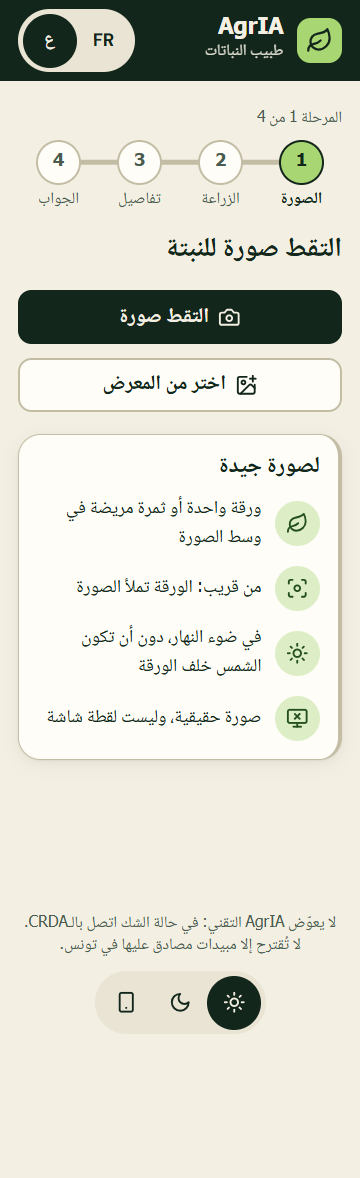 AgrIA
طبيب النباتات
FR
ع
المرحلة 1 من 4
1
2
3
4
الصورة
الزراعة
تفاصيل
الجواب
التقط صورة للنبتة
التقط صورة
اختر من المعرض
لصورة جيدة
ورقة واحدة أو ثمرة مريضة في
وسط الصورة
من قريب: الورقة تملأ الصورة
في ضوء النهار، دون أن تكون
الشمس خلف الورقة
صورة حقيقية، وليست لقطة شاشة
لا يعوّض AgrIA التقني: في حالة الشك اتصل بالـCRDA.
لا تُقترح إلا مبيدات مصادق عليها في تونس.